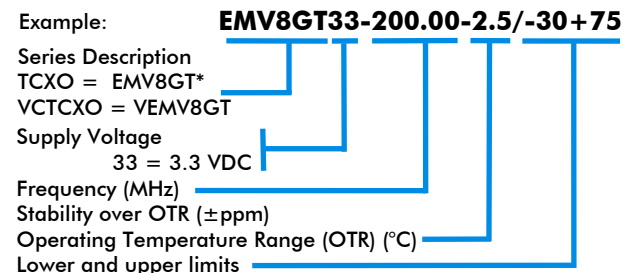 Example: EMV8GT33-200.00-2.5/-30+75
Series Description
TCXO = EMV8GT*
VCTCXO = VEMV8GT
Supply Voltage
33 = 3.3 VDC
Frequency (MHz)
Stability over OTR (±ppm)
Operating Temperature Range (OTR) (°C)
Lower and upper limits